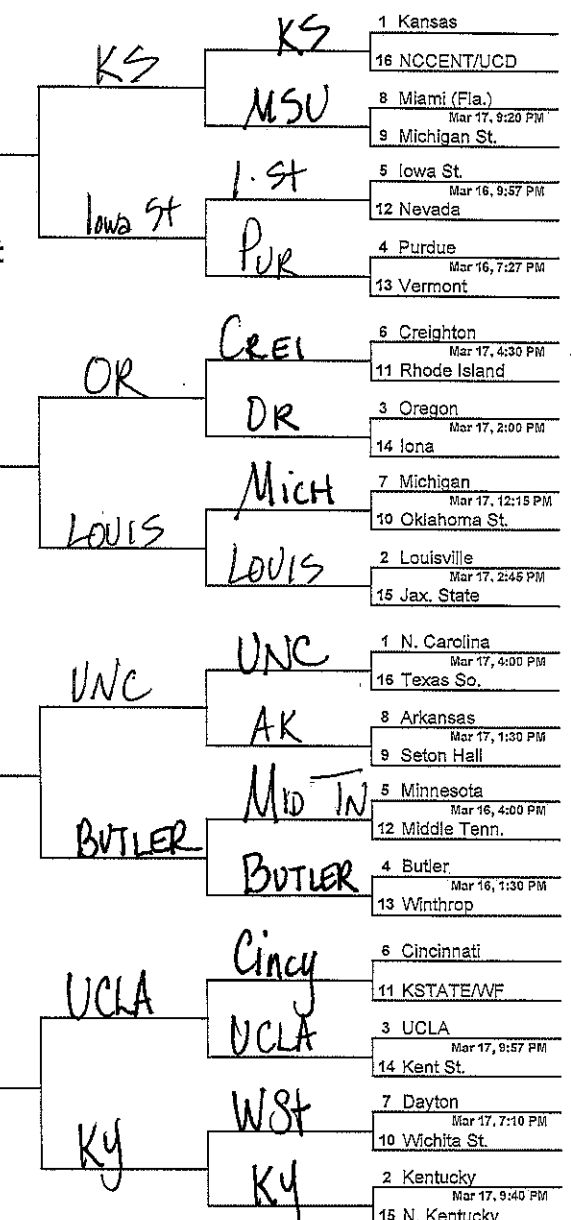 KS
1 Kansas
KS
16 NCCENT/UCD
MSU
8 Miami (Fla.)
Mar 17, 9:20 PM
9 Michigan St.
I. St
5 Iowa St.
Mar 16, 9:57 PM
12 Nevada
Iowa St
PUR
4 Purdue
Mar 16, 7:27 PM
13 Vermont
CREI
6 Creighton
Mar 17, 4:30 PM
11 Rhode Island
OR
OR
3 Oregon
Mar 17, 2:00 PM
14 Iona
MICH
7 Michigan
Mar 17, 12:15 PM
10 Oklahoma St.
LOUIS
LOUIS
2 Louisville
Mar 17, 2:45 PM
15 Jax. State
UNC
1 N. Carolina
Mar 17, 4:00 PM
16 Texas So.
UNC
AK
8 Arkansas
Mar 17, 1:30 PM
9 Seton Hall
MID TN
5 Minnesota
Mar 16, 4:00 PM
12 Middle Tenn.
BUTLER
BUTLER
4 Butler
Mar 16, 1:30 PM
13 Winthrop
Cincy
6 Cincinnati
11 KSTATE/WF
UCLA
UCLA
3 UCLA
Mar 17, 9:57 PM
14 Kent St.
WSt
7 Dayton
Mar 17, 7:10 PM
10 Wichita St.
Ky
Ky
2 Kentucky
Mar 17, 9:40 PM
15 N. Kentucky